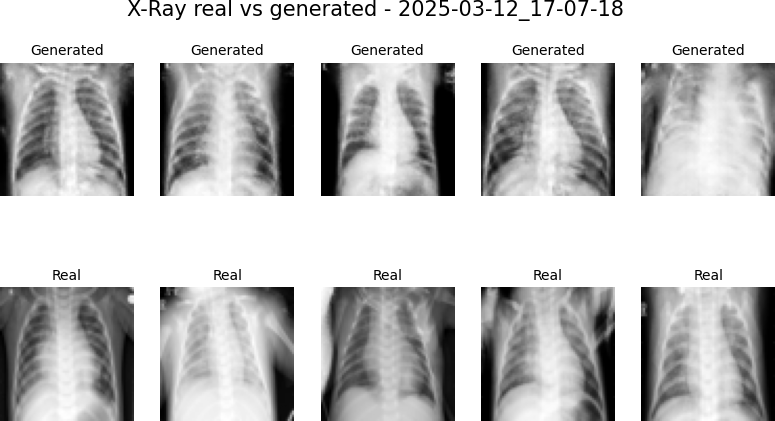 X-Ray real vs generated - 2025-03-12_17-07-18
Generated Generated Generated Generated Generated
Real Real Real Real Real